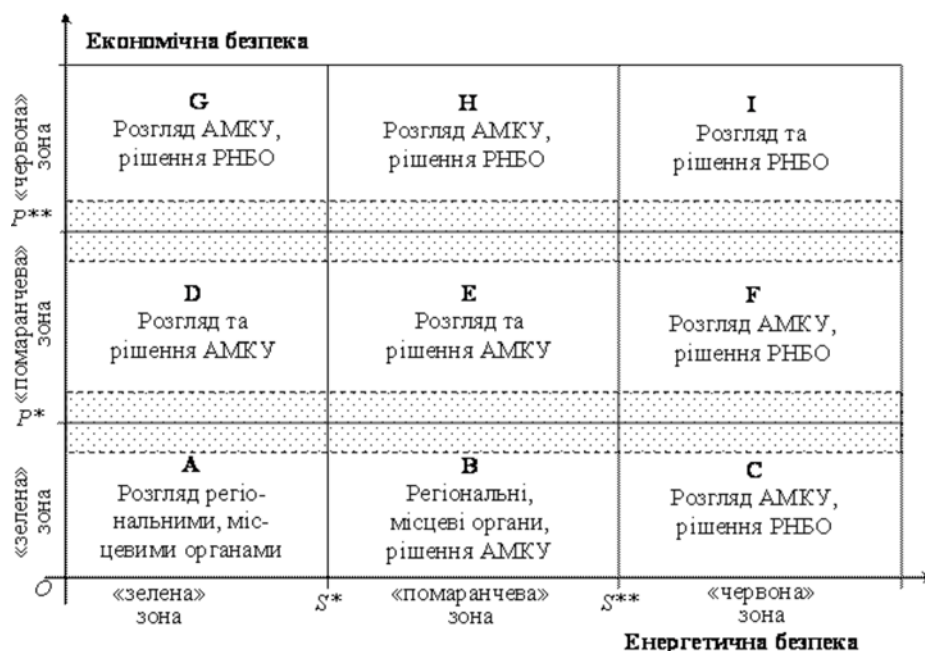 Економічна безпека
«червона»
зона
G
Розгляд АМКУ,
рішення РНБО
H
Розгляд АМКУ,
рішення РНБО
I
Розгляд та
рішення РНБО
P**
«помаранчева»
зона
D
Розгляд та
рішення АМКУ
E
Розгляд та
рішення АМКУ
F
Розгляд АМКУ,
рішення РНБО
P*
«зелена»
зона
A
Розгляд регіо-
нальними, міс-
цевими органами
B
Регіональні,
місцеві органи,
рішення АМКУ
C
Розгляд АМКУ,
рішення РНБО
O
«зелена»
зона
S*
«помаранчева»
зона
S**
«червона»
зона
Енергетична безпека